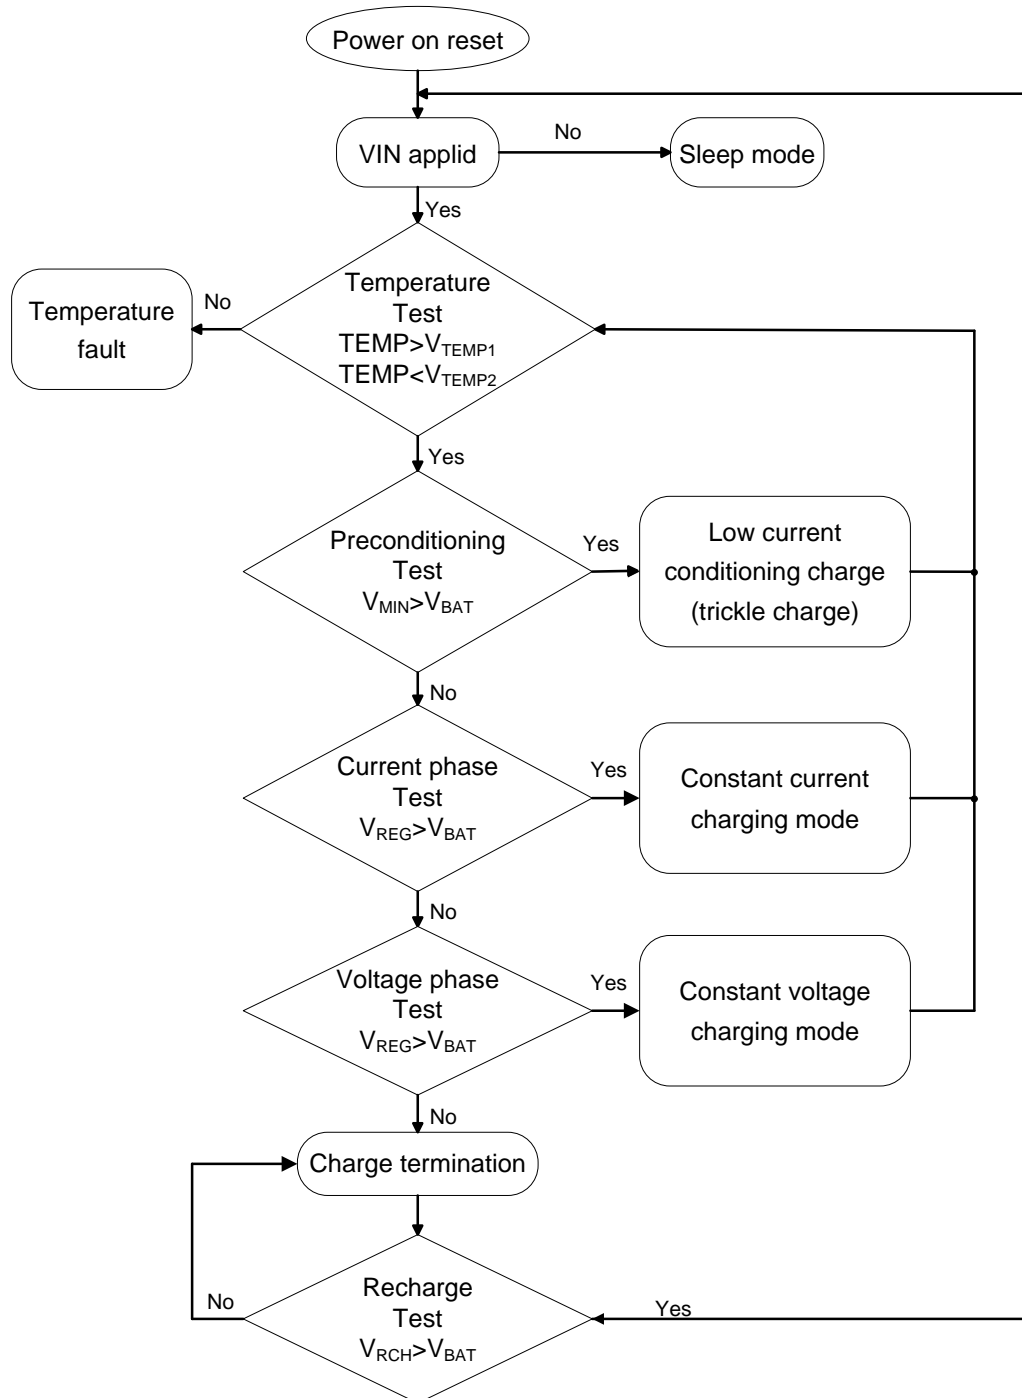 Power on reset
VIN applid
No
Sleep mode
Yes
Temperature
Test
TEMP>VTEMP1
TEMP<VTEMP2
No
Temperature
fault
Yes
Preconditioning
Test
VMIN>VBAT
Yes
Low current
conditioning charge
(trickle charge)
No
Current phase
Test
VREG>VBAT
Yes
Constant current
charging mode
No
Voltage phase
Test
VREG>VBAT
Yes
Constant voltage
charging mode
No
Charge termination
Recharge
Test
VRCH>VBAT
No
Yes